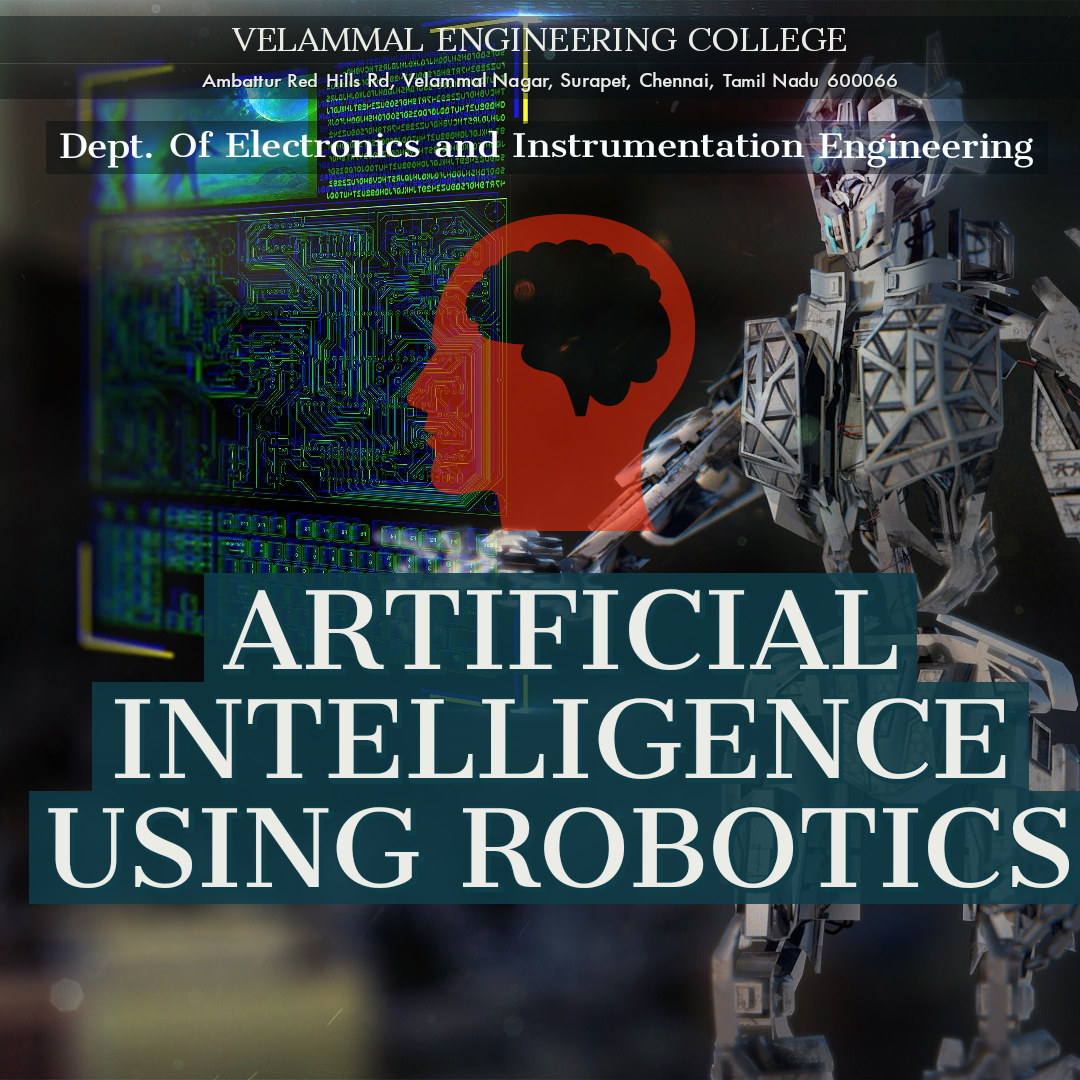 VELAMMAL ENGINEERING COLLEGE
Ambattur Red Hills Rd, Velammal Nagar, Surapet, Chennai, Tamil Nadu 600066
Dept. Of Electronics and Instrumentation Engineering
ARTIFICIAL
INTELLIGENCE
USING ROBOTICS